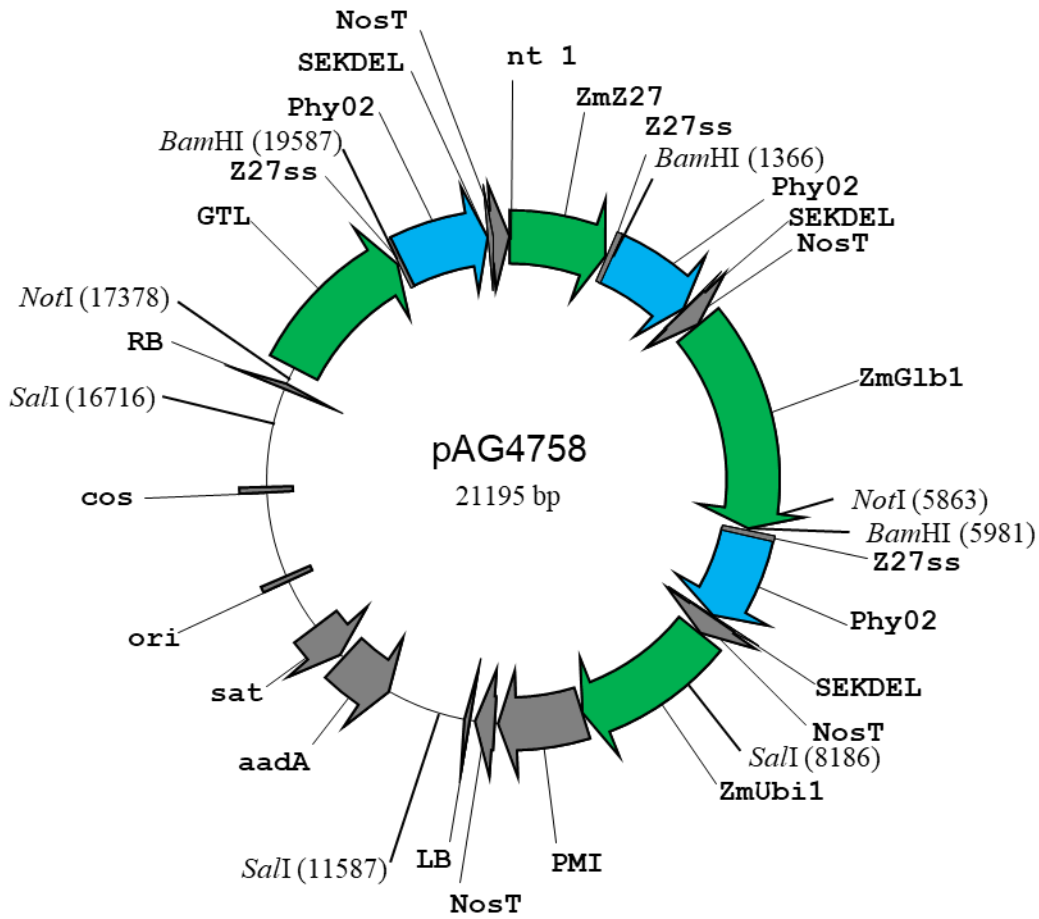 NosT
SEKDEL
nt 1
Phy02
ZmZ27
BamHI (19587)
Z27ss
Z27ss
BamHI (1366)
GTL
Phy02
SEKDEL
NosT
NotI (17378)
RB
SalI (16716)
ZmGlb1
pAG4758
21195 bp
cos
NotI (5863)
BamHI (5981)
Z27ss
ori
Phy02
sat
SEKDEL
NosT
aadA
SalI (8186)
ZmUbi1
SalI (11587)
LB
PMI
NosT